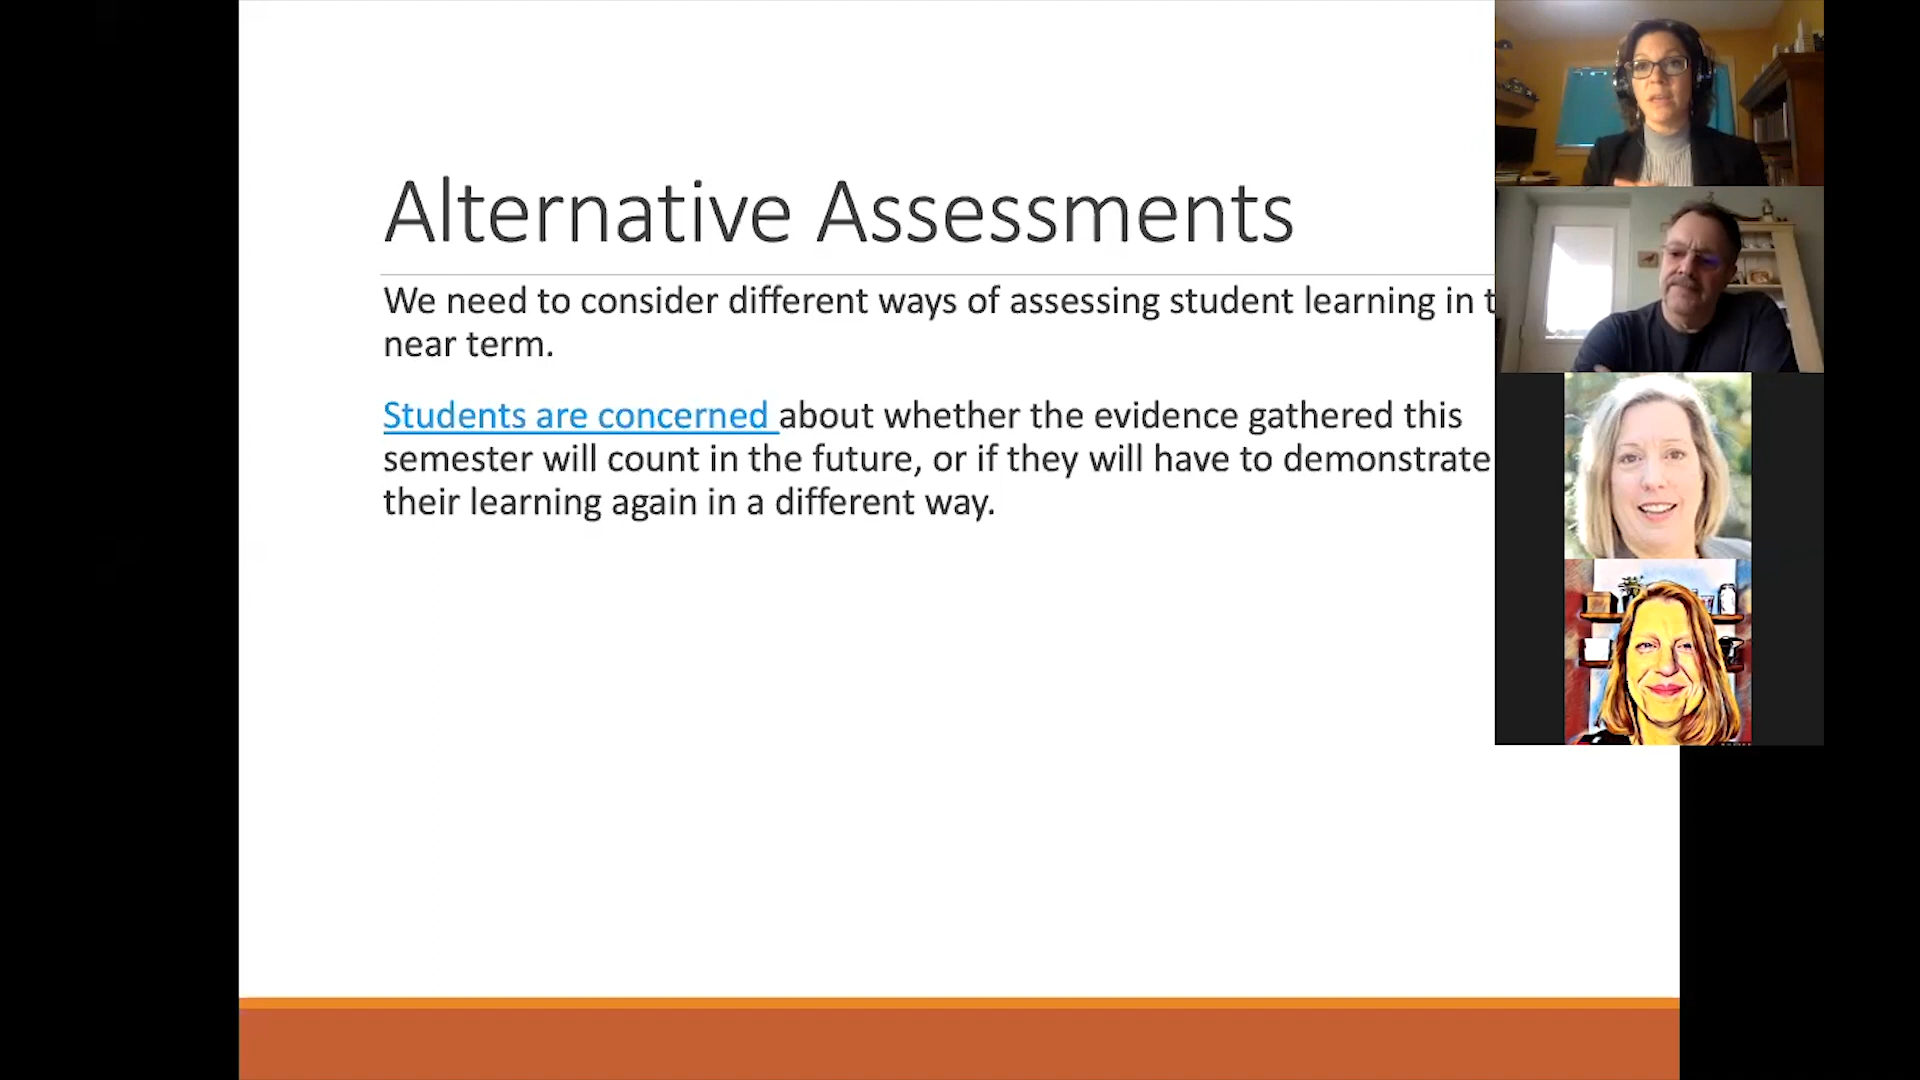 Alternative Assessments
We need to consider different ways of assessing student learning in t
near term.
Students are concerned about whether the evidence gathered this
semester will count in the future, or if they will have to demonstrate
their learning again in a different way.